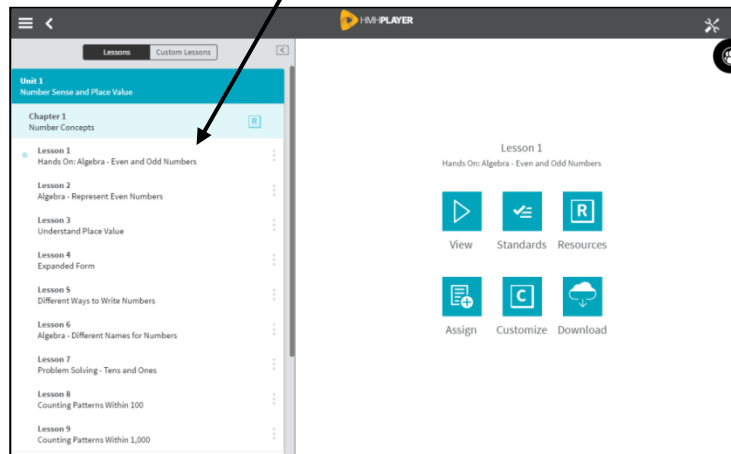 HMH PLAYER
Lessons Custom Lessons
Unit 1
Number Sense and Place Value
Chapter 1
Number Concepts
R
Lesson 1
Hands On: Algebra - Even and Odd Numbers
Lesson 2
Algebra - Represent Even Numbers
Lesson 3
Understand Place Value
Lesson 4
Expanded Form
Lesson 5
Different Ways to Write Numbers
Lesson 6
Algebra - Different Names for Numbers
Lesson 7
Problem Solving - Tens and Ones
Lesson 8
Counting Patterns Within 100
Lesson 9
Counting Patterns Within 1,000
Lesson 1
Hands On: Algebra - Even and Odd Numbers
R
View Standards Resources
C
Assign Customize Download